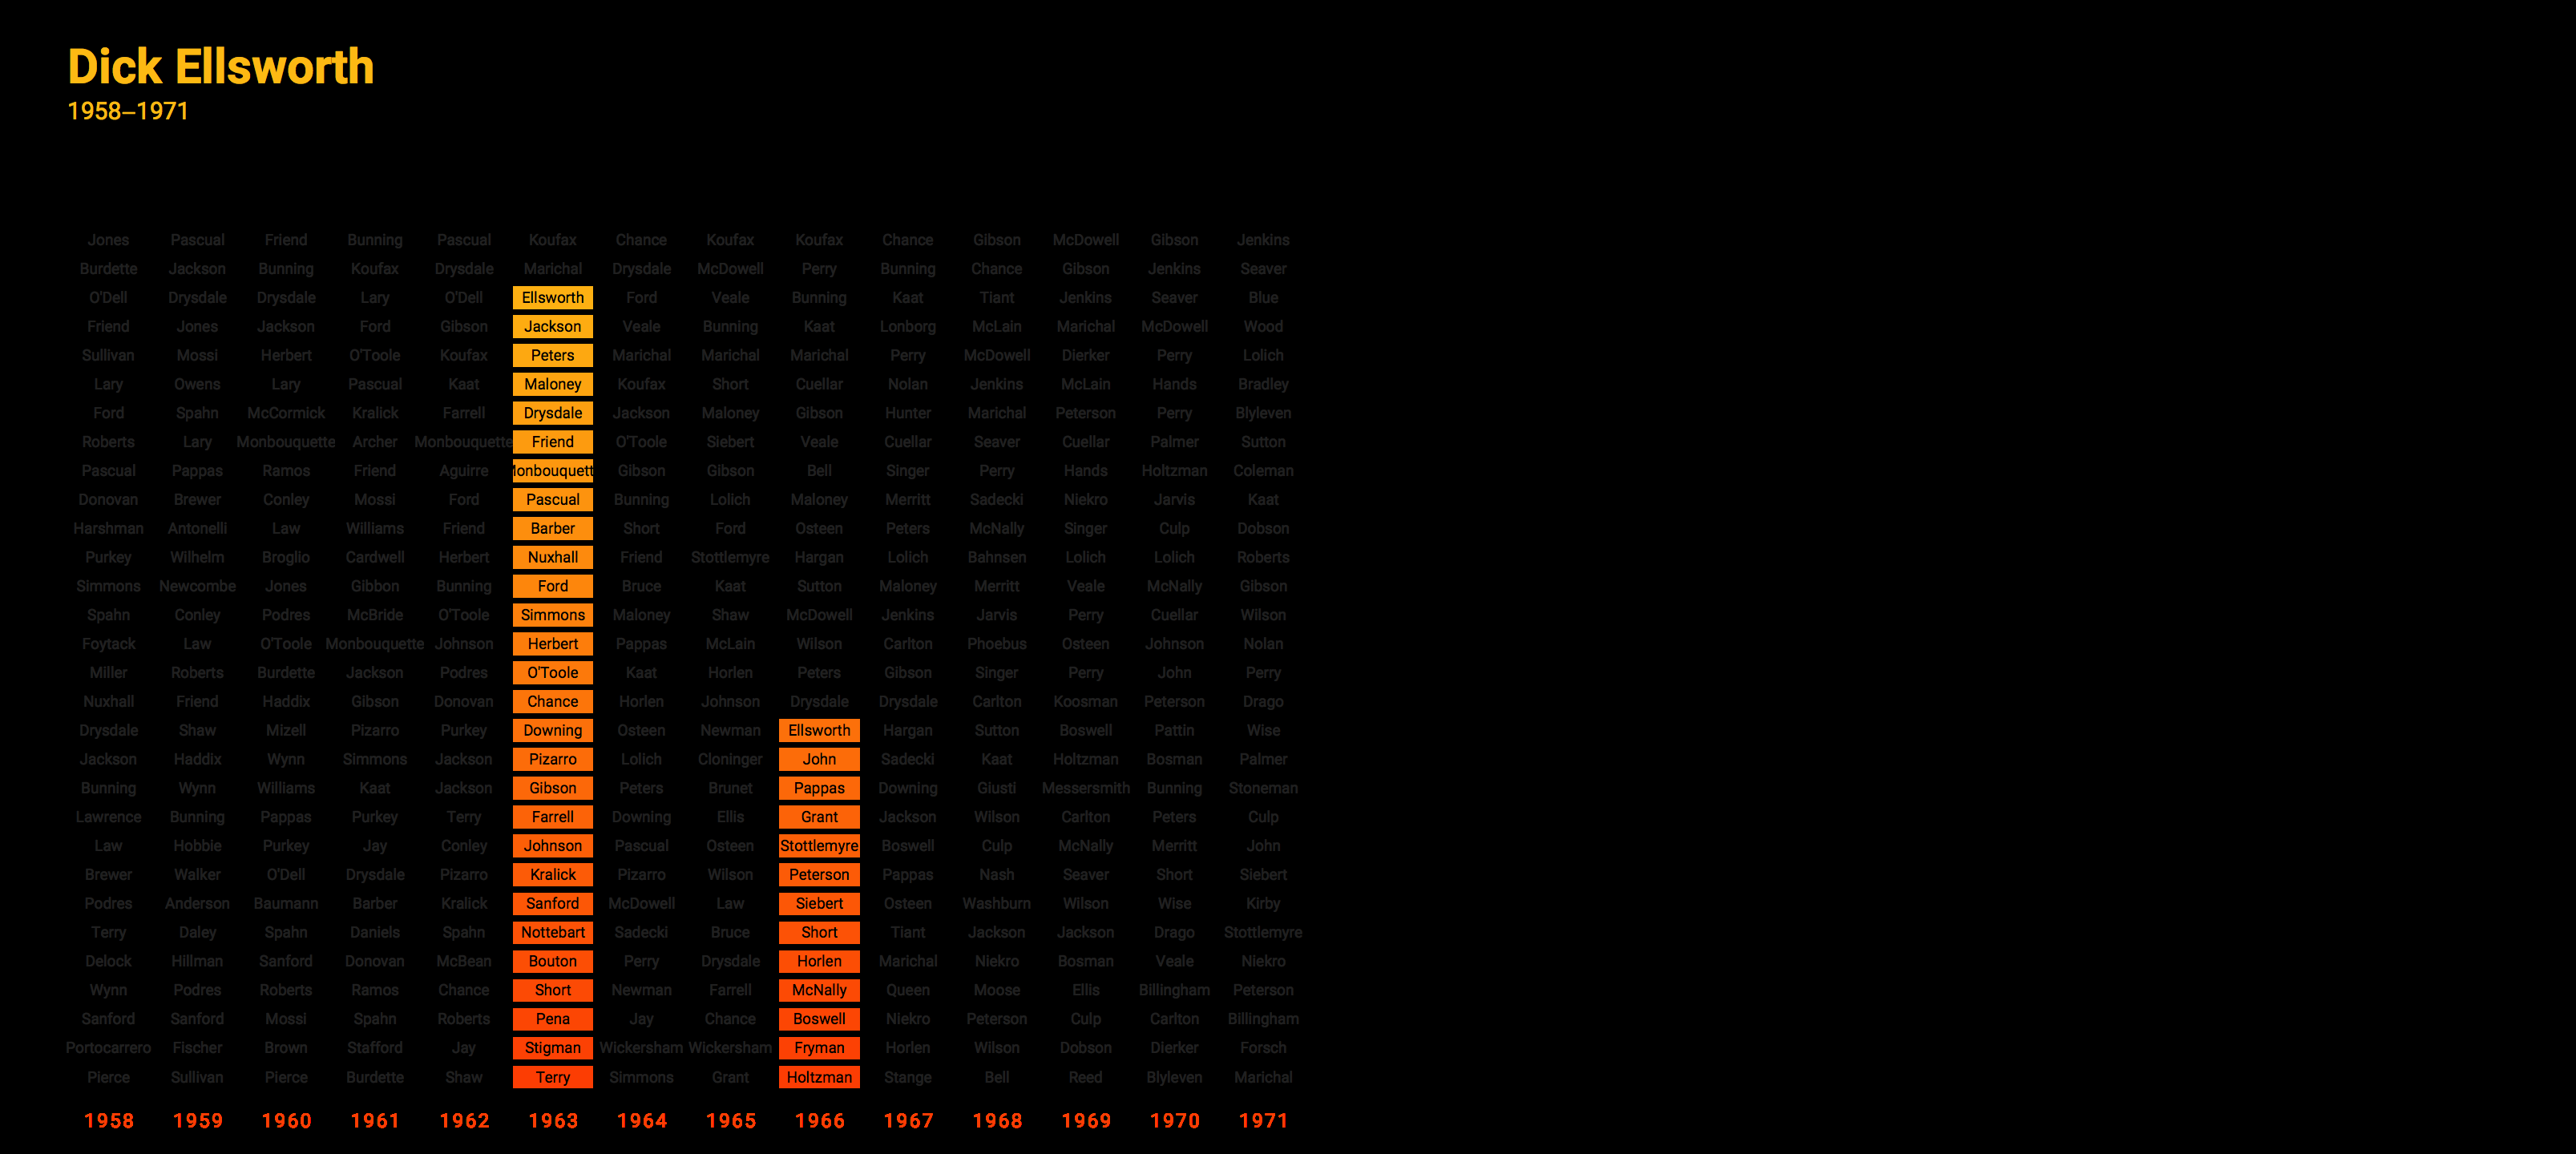 Dick Ellsworth
1958–1971
Jones Pascual Friend Bunning Pascual Koufax Chance Koufax Koufax Chance Gibson McDowell Gibson Jenkins
Burdette Jackson Bunning Koufax Drysdale Marichal Drysdale McDowell Perry Bunning Chance Gibson Jenkins Seaver
O'Dell Drysdale Drysdale Lary O'Dell Ellsworth Ford Veale Bunning Kaat Tiant Jenkins Seaver Blue
Friend Jones Jackson Ford Gibson Jackson Veale Bunning Kaat Lonborg McLain Marichal McDowell Wood
Sullivan Mossi Herbert O'Toole Koufax Peters Marichal Marichal Marichal Perry McDowell Dierker Perry Lolich
Lary Owens Lary Pascual Kaat Maloney Koufax Short Cuellar Nolan Jenkins McLain Hands Bradley
Ford Spahn McCormick Kralick Farrell Drysdale Jackson Maloney Gibson Hunter Marichal Peterson Perry Blyleven
Roberts Lary Monbouquette Archer Monbouquette Friend O'Toole Siebert Veale Cuellar Seaver Cuellar Palmer Sutton
Pascual Pappas Ramos Friend Aguirre Monbouquette Gibson Gibson Bell Singer Perry Hands Holtzman Coleman
Donovan Brewer Conley Mossi Ford Pascual Bunning Lolich Maloney Merritt Sadecki Niekro Jarvis Kaat
Harshman Antonelli Law Williams Friend Barber Short Ford Osteen Peters McNally Singer Culp Dobson
Purkey Wilhelm Broglio Cardwell Herbert Nuxhall Friend Stottlemyre Hargan Lolich Bahnsen Lolich Lolich Roberts
Simmons Newcombe Jones Gibbon Bunning Ford Bruce Kaat Sutton Maloney Merritt Veale McNally Gibson
Spahn Conley Podres McBride O'Toole Simmons Maloney Shaw McDowell Jenkins Jarvis Perry Cuellar Wilson
Foytack Law O'Toole Monbouquette Johnson Herbert Pappas McLain Wilson Carlton Phoebus Osteen Johnson Nolan
Miller Roberts Burdette Jackson Podres O'Toole Kaat Horlen Peters Gibson Singer Perry John Perry
Nuxhall Friend Haddix Gibson Donovan Chance Horlen Johnson Drysdale Drysdale Carlton Koosman Peterson Drago
Drysdale Shaw Mizell Pizarro Purkey Downing Osteen Newman Ellsworth Hargan Sutton Boswell Pattin Wise
Jackson Haddix Wynn Simmons Jackson Pizarro Lolich Cloninger John Sadecki Kaat Holtzman Bosman Palmer
Bunning Wynn Williams Kaat Jackson Gibson Peters Brunet Pappas Downing Giusti Messersmith Bunning Stoneman
Lawrence Bunning Pappas Purkey Terry Farrell Downing Ellis Grant Jackson Wilson Carlton Peters Culp
Law Hobbie Purkey Jay Conley Johnson Pascual Osteen Stottlemyre Boswell Culp McNally Merritt John
Brewer Walker O'Dell Drysdale Pizarro Kralick Pizarro Wilson Peterson Pappas Nash Seaver Short Siebert
Podres Anderson Baumann Barber Kralick Sanford McDowell Law Siebert Osteen Washburn Wilson Wise Kirby
Terry Daley Spahn Daniels Spahn Nottebart Sadecki Bruce Short Tiant Jackson Jackson Drago Stottlemyre
Delock Hillman Sanford Donovan McBean Bouton Perry Drysdale Horlen Marichal Niekro Bosman Veale Niekro
Wynn Podres Roberts Ramos Chance Short Newman Farrell McNally Queen Moose Ellis Billingham Peterson
Sanford Sanford Mossi Spahn Roberts Pena Jay Chance Boswell Niekro Peterson Culp Carlton Billingham
Portocarrero Fischer Brown Stafford Jay Stigman Wickersham Wickersham Fryman Horlen Wilson Dobson Dierker Forsch
Pierce Sullivan Pierce Burdette Shaw Terry Simmons Grant Holtzman Stange Bell Reed Blyleven Marichal
1958 1959 1960 1961 1962 1963 1964 1965 1966 1967 1968 1969 1970 1971